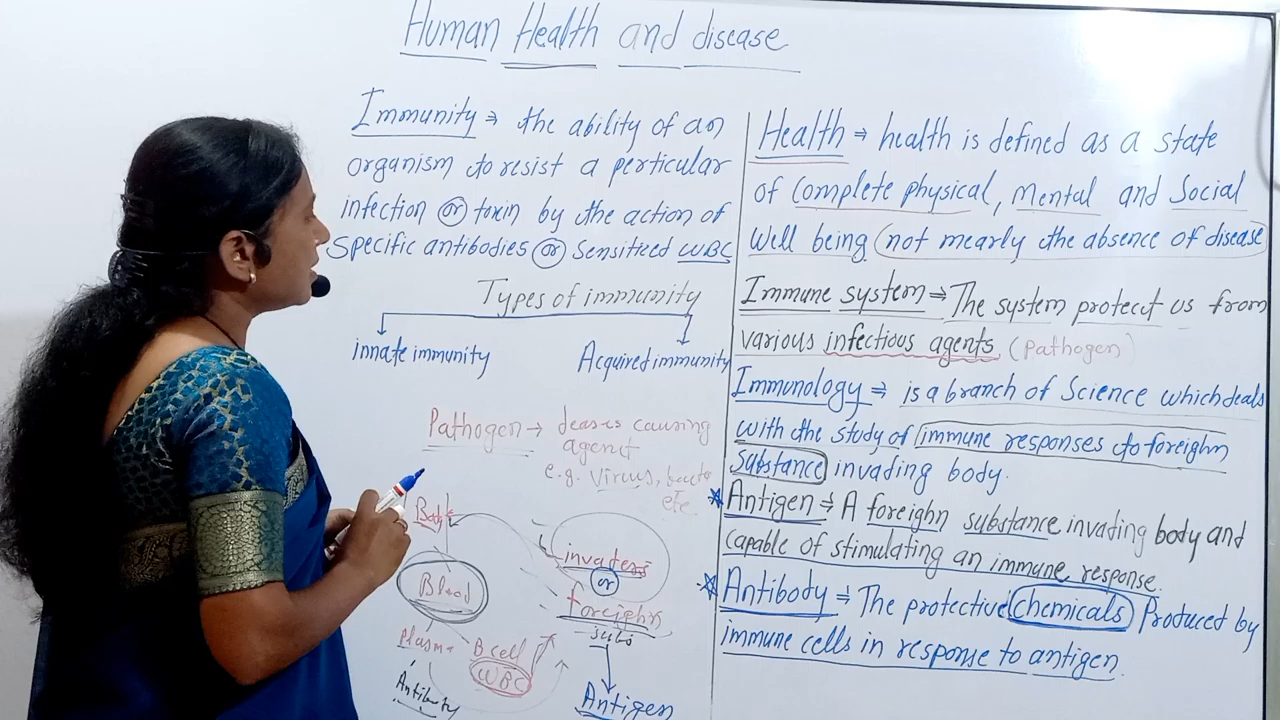 Human Health and disease
Immunity ⇒ the ability of an
organism to resist a perticular
infection or toxin by the action of
Specific antibodies or Sensitized WBC
Types of immunity
innate immunity
Acquired immunity
Pathogen → deases causing
agent
e.g. Virus, bacte
etc.
Body
Blood
Plasma
B cell
WBC
Antibody
invaders
or
foreighn
subs
Antigen
Health ⇒ health is defined as a state
of complete physical, Mental and Social
Well being (not mearly the absence of disease)
Immune system ⇒ The system protect us from
various infectious agents (Pathogen)
Immunology ⇒ is a branch of Science which deals
with the study of immune responses to foreighn
Substance invading body.
Antigen ⇒ A foreighn substance invading body and
capable of stimulating an immune response.
Antibody ⇒ The protective chemicals Produced by
immune cells in response to antigen.